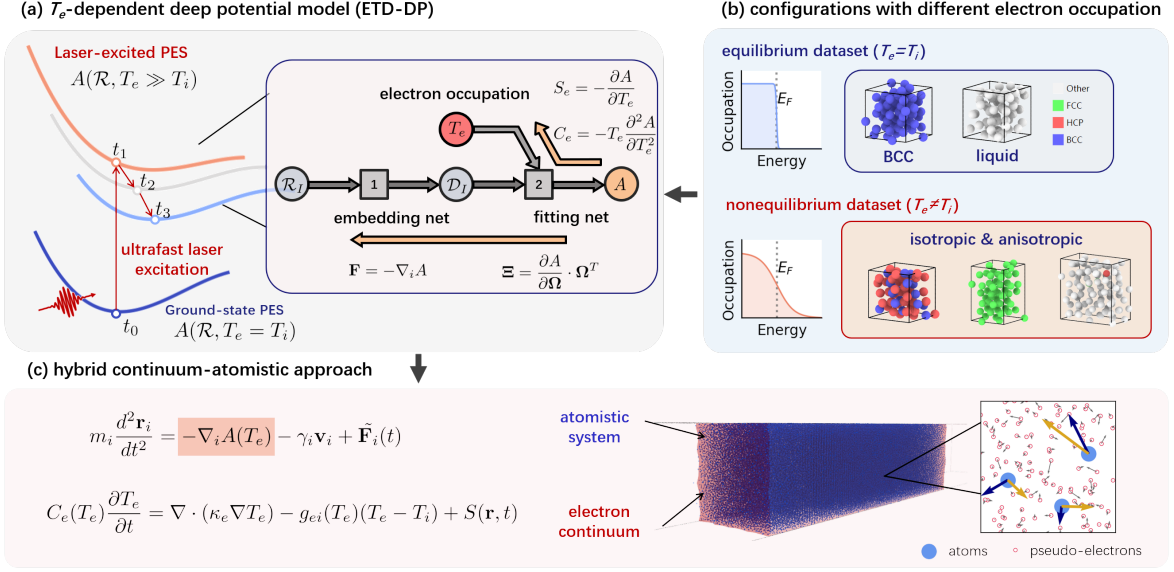 (a) Te-dependent deep potential model (ETD-DP)
Laser-excited PES
A(R, Te ≫ Ti)
t1
t2
t3
ultrafast laser
excitation
Ground-state PES
t0
A(R, Te = Ti)
electron occupation
Te
Se = −∂A/∂Te
Ce = −Te ∂²A/∂Te²
RI
1
DI
2
A
embedding net
fitting net
F = −∇iA
Ξ = ∂A/∂Ω · Ω^T
(b) configurations with different electron occupation
equilibrium dataset (Te=Ti)
Occupation
EF
Energy
BCC
liquid
Other
FCC
HCP
BCC
nonequilibrium dataset (Te≠Ti)
Occupation
EF
Energy
isotropic & anisotropic
(c) hybrid continuum-atomistic approach
mi d²ri/dt² = −∇iA(Te) − γivi + F̃i(t)
Ce(Te) ∂Te/∂t = ∇ · (κe∇Te) − gei(Te)(Te − Ti) + S(r, t)
atomistic
system
electron
continuum
atoms
pseudo-electrons